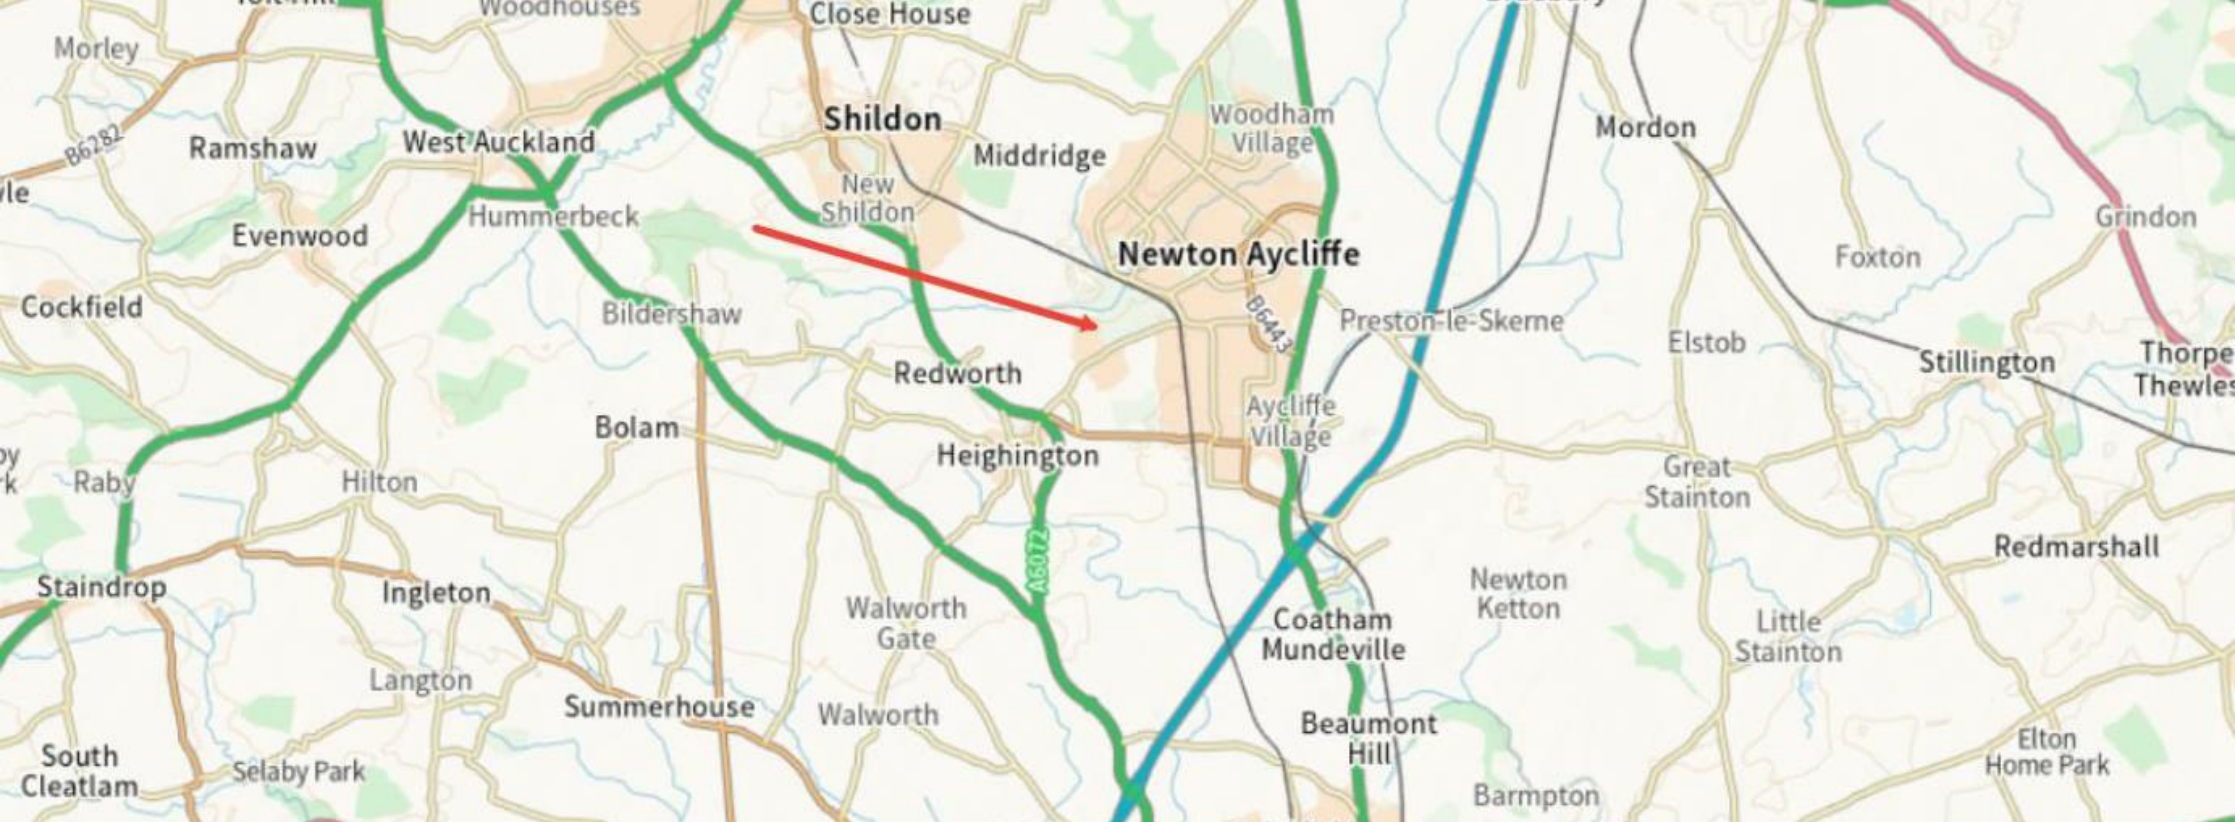 Woodhouses
Close House
Morley
B6282
Ramshaw
West Auckland
Shildon
Middridge
Woodham
Village
Mordon
New
Shildon
Hummerbeck
Evenwood
Grindon
Newton Aycliffe
Foxton
Cockfield
Bildershaw
B6443
Preston-le-Skerne
Elstob
Stillington
Thorpe
Thewles
Redworth
Aycliffe
Village
Bolam
Heighington
Raby
Hilton
Great
Stainton
A6072
Redmarshall
Staindrop
Ingleton
Newton
Ketton
Walworth
Gate
Coatham
Mundeville
Little
Stainton
Langton
Summerhouse
Walworth
Beaumont
Hill
South
Cleatlam
Selaby Park
Elton
Home Park
Barmpton